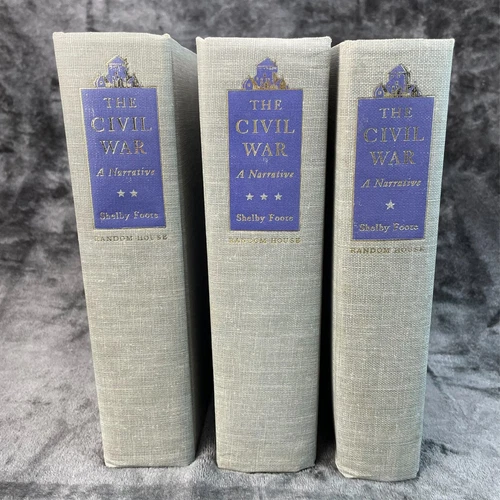 THE
CIVIL
WAR
A Narrative
★ ★
Shelby Foote
RANDOM HOUSE
THE
CIVIL
WAR
A Narrative
★ ★ ★
Shelby Foote
RANDOM HOUSE
THE
CIVIL
WAR
A Narrative
★
Shelby Foote
RANDOM HOUSE